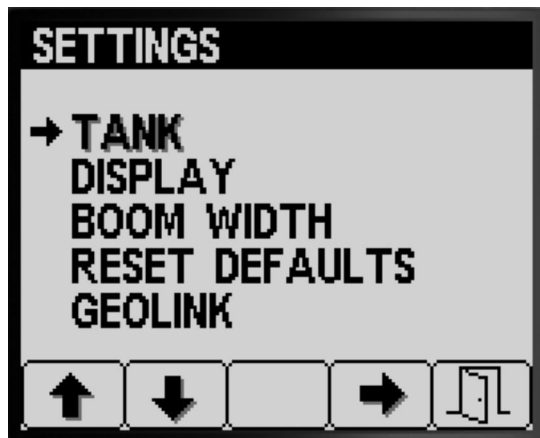 SETTINGS
TANK
DISPLAY
BOOM WIDTH
RESET DEFAULTS
GEOLINK